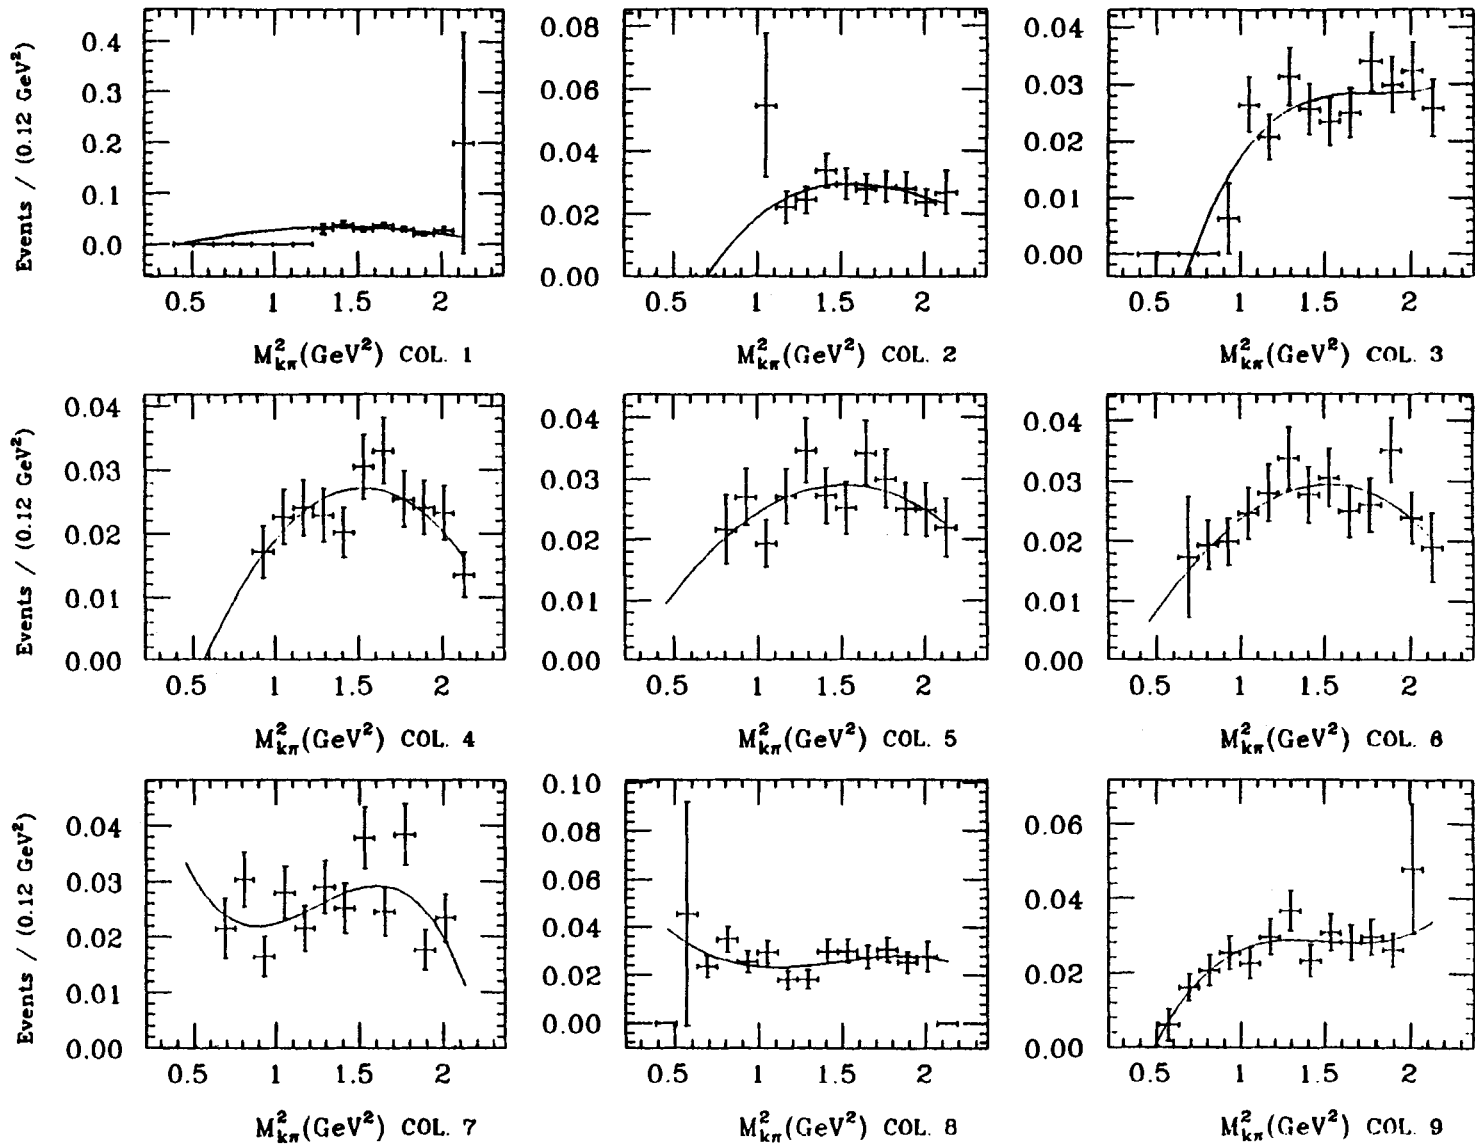 Events / (0.12 GeV²)
0.4
0.3
0.2
0.1
0.0
0.5 1 1.5 2
M²kπ(GeV²) COL. 1
0.08
0.06
0.04
0.02
0.00
0.5 1 1.5 2
M²kπ(GeV²) COL. 2
0.04
0.03
0.02
0.01
0.00
0.5 1 1.5 2
M²kπ(GeV²) COL. 3
Events / (0.12 GeV²)
0.04
0.03
0.02
0.01
0.00
0.5 1 1.5 2
M²kπ(GeV²) COL. 4
0.04
0.03
0.02
0.01
0.00
0.5 1 1.5 2
M²kπ(GeV²) COL. 5
0.04
0.03
0.02
0.01
0.00
0.5 1 1.5 2
M²kπ(GeV²) COL. 6
Events / (0.12 GeV²)
0.04
0.03
0.02
0.01
0.00
0.5 1 1.5 2
M²kπ(GeV²) COL. 7
0.10
0.08
0.06
0.04
0.02
0.00
0.5 1 1.5 2
M²kπ(GeV²) COL. 8
0.06
0.04
0.02
0.00
0.5 1 1.5 2
M²kπ(GeV²) COL. 9